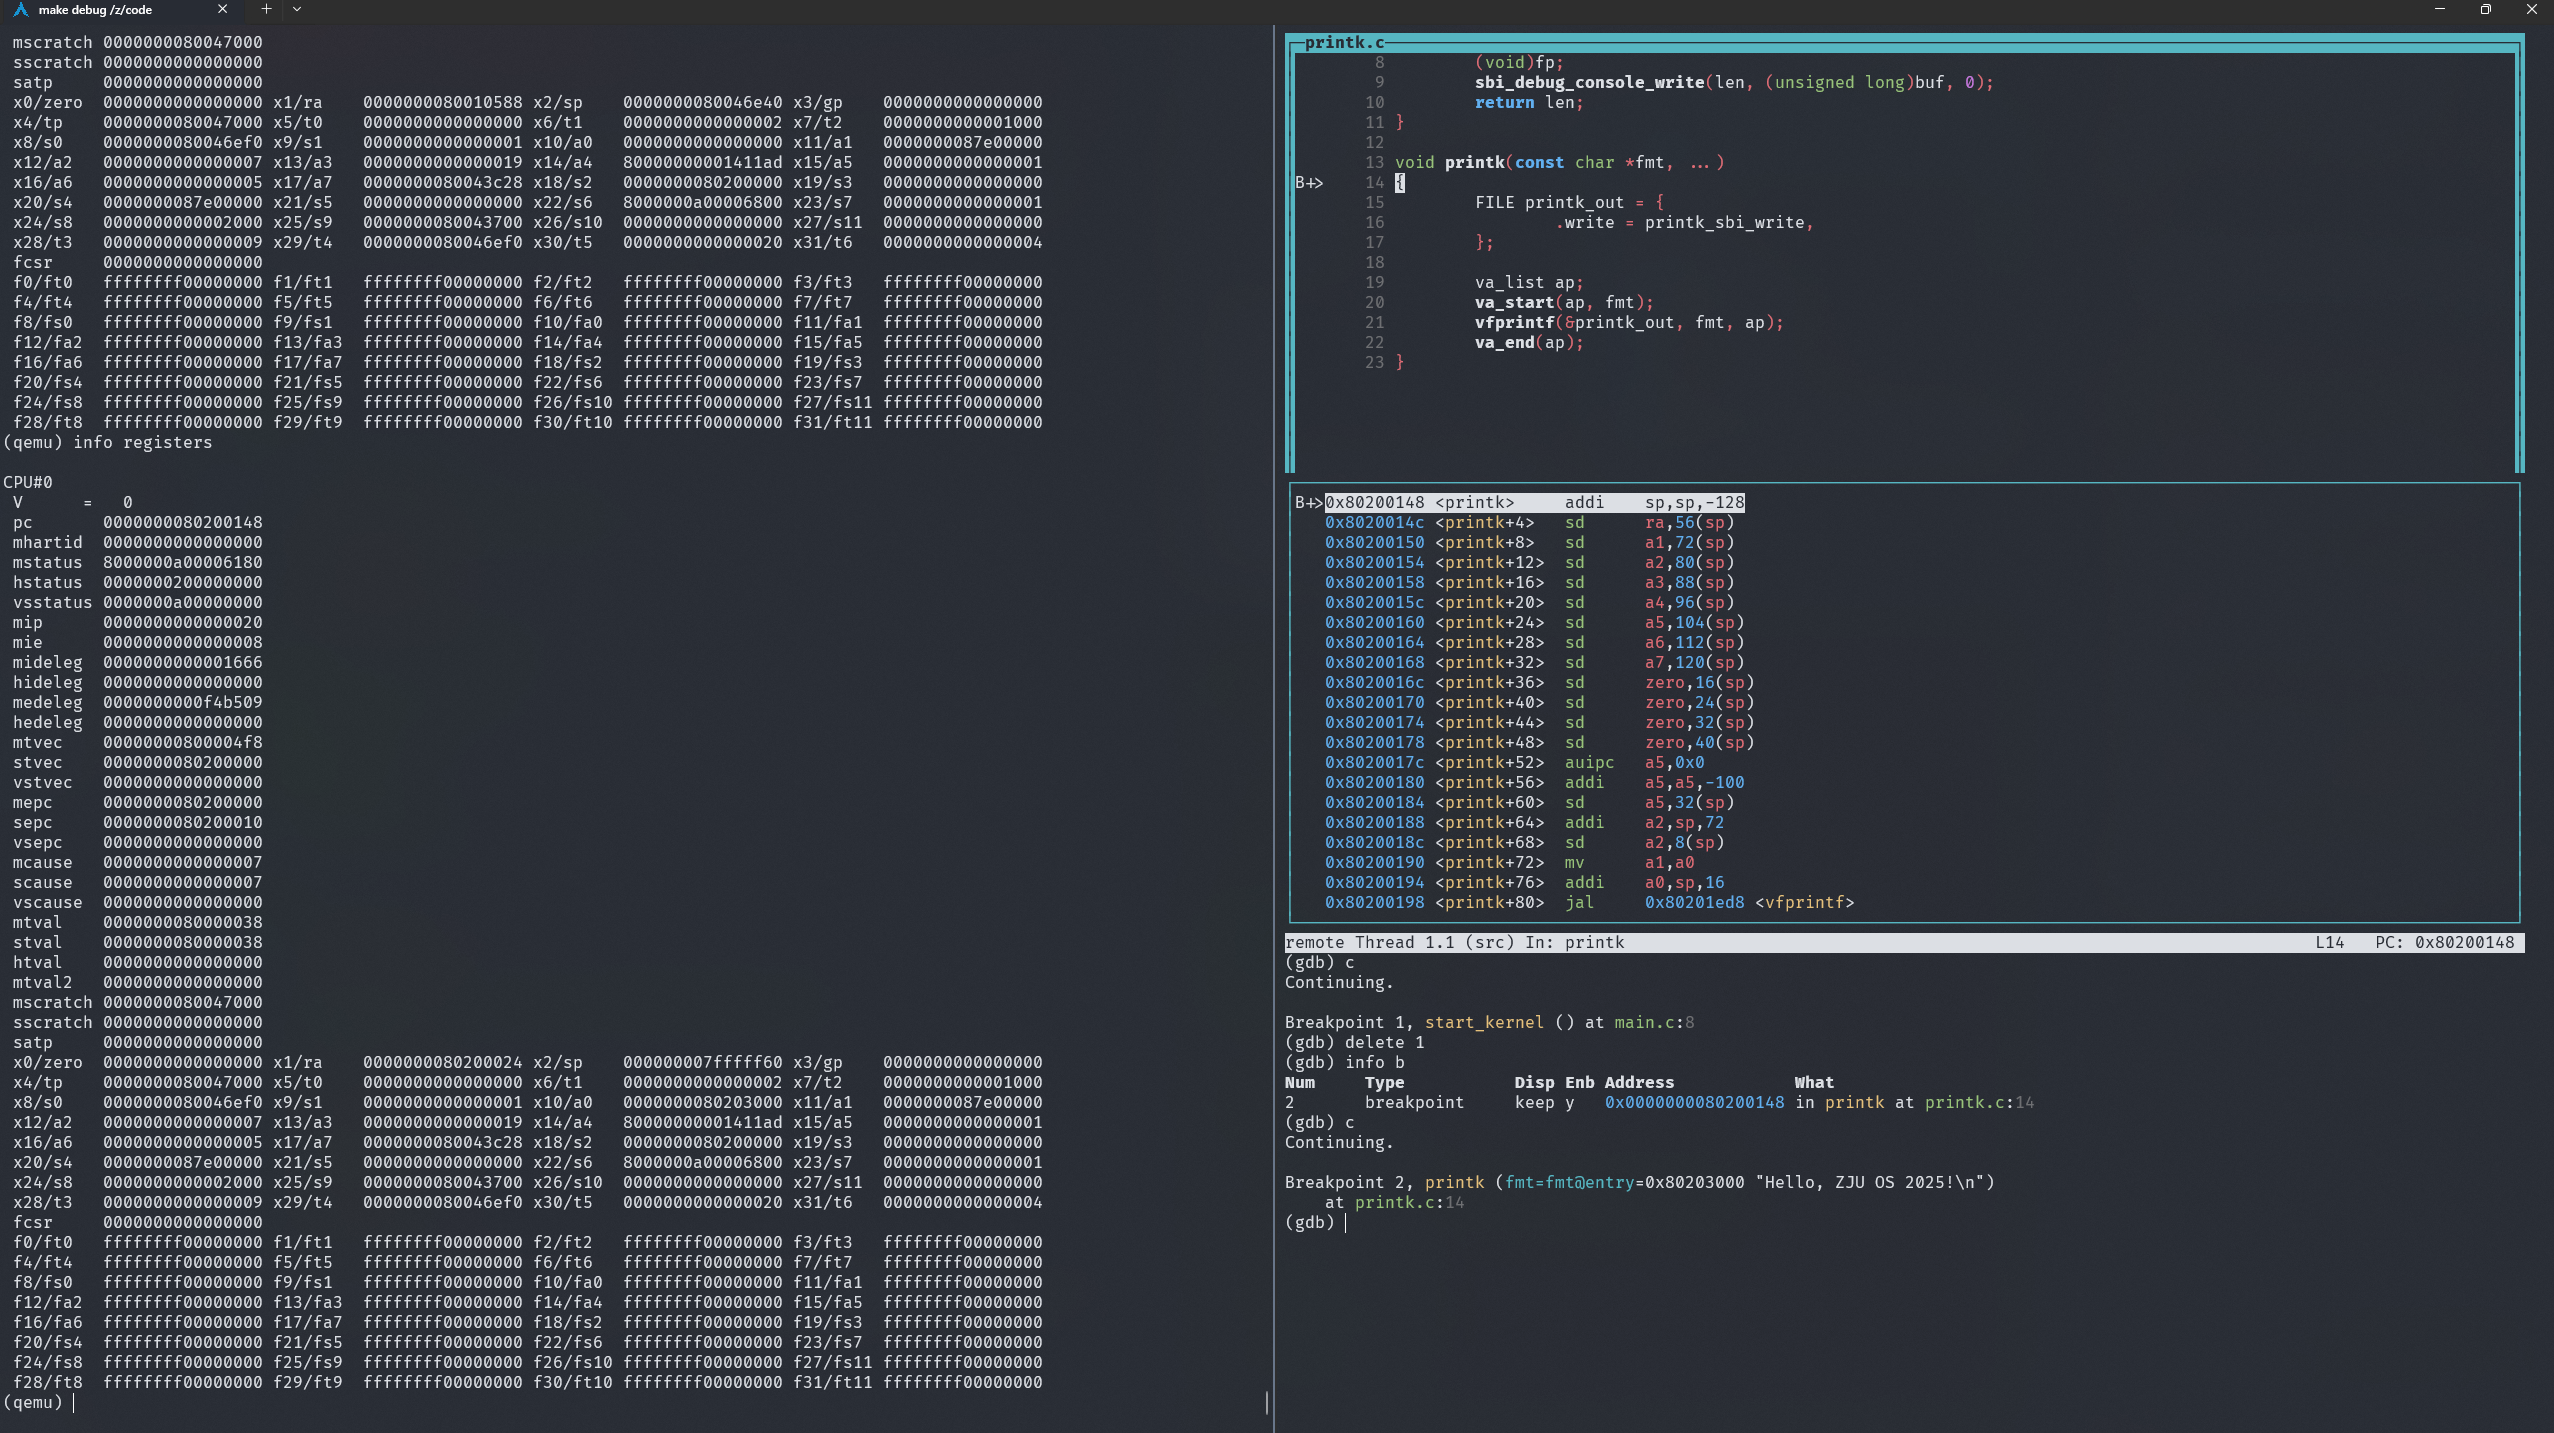 make debug /z/code
mscratch 0000000080047000
sscratch 0000000000000000
satp     0000000000000000
x0/zero  0000000000000000 x1/ra    0000000080010588 x2/sp    0000000080046e40 x3/gp    0000000000000000
x4/tp    0000000080047000 x5/t0    0000000000000000 x6/t1    0000000000000002 x7/t2    0000000000001000
x8/s0    0000000080046ef0 x9/s1    0000000000000001 x10/a0   0000000000000000 x11/a1   0000000087e00000
x12/a2   0000000000000007 x13/a3   0000000000000019 x14/a4   80000000001411ad x15/a5   0000000000000001
x16/a6   0000000000000005 x17/a7   0000000080043c28 x18/s2   0000000080200000 x19/s3   0000000000000000
x20/s4   0000000087e00000 x21/s5   0000000000000000 x22/s6   8000000a00006800 x23/s7   0000000000000001
x24/s8   0000000000002000 x25/s9   0000000080043700 x26/s10  0000000000000000 x27/s11  0000000000000000
x28/t3   0000000000000009 x29/t4   0000000080046ef0 x30/t5   0000000000000020 x31/t6   0000000000000004
fcsr     0000000000000000
f0/ft0   ffffffff00000000 f1/ft1   ffffffff00000000 f2/ft2   ffffffff00000000 f3/ft3   ffffffff00000000
f4/ft4   ffffffff00000000 f5/ft5   ffffffff00000000 f6/ft6   ffffffff00000000 f7/ft7   ffffffff00000000
f8/fs0   ffffffff00000000 f9/fs1   ffffffff00000000 f10/fa0  ffffffff00000000 f11/fa1  ffffffff00000000
f12/fa2  ffffffff00000000 f13/fa3  ffffffff00000000 f14/fa4  ffffffff00000000 f15/fa5  ffffffff00000000
f16/fa6  ffffffff00000000 f17/fa7  ffffffff00000000 f18/fs2  ffffffff00000000 f19/fs3  ffffffff00000000
f20/fs4  ffffffff00000000 f21/fs5  ffffffff00000000 f22/fs6  ffffffff00000000 f23/fs7  ffffffff00000000
f24/fs8  ffffffff00000000 f25/fs9  ffffffff00000000 f26/fs10 ffffffff00000000 f27/fs11 ffffffff00000000
f28/ft8  ffffffff00000000 f29/ft9  ffffffff00000000 f30/ft10 ffffffff00000000 f31/ft11 ffffffff00000000
(qemu) info registers
CPU#0
V      =   0
pc       0000000080200148
mhartid  0000000000000000
mstatus  8000000a00006180
hstatus  0000000200000000
vsstatus 0000000a00000000
mip      0000000000000020
mie      0000000000000008
mideleg  0000000000001666
hideleg  0000000000000000
medeleg  0000000000f4b509
hedeleg  0000000000000000
mtvec    00000000800004f8
stvec    0000000080200000
vstvec   0000000000000000
mepc     0000000080200000
sepc     0000000080200010
vsepc    0000000000000000
mcause   0000000000000007
scause   0000000000000007
vscause  0000000000000000
mtval    0000000080000038
stval    0000000080000038
htval    0000000000000000
mtval2   0000000000000000
mscratch 0000000080047000
sscratch 0000000000000000
satp     0000000000000000
x0/zero  0000000000000000 x1/ra    0000000080200024 x2/sp    000000007fffff60 x3/gp    0000000000000000
x4/tp    0000000080047000 x5/t0    0000000000000000 x6/t1    0000000000000002 x7/t2    0000000000001000
x8/s0    0000000080046ef0 x9/s1    0000000000000001 x10/a0   0000000080203000 x11/a1   0000000087e00000
x12/a2   0000000000000007 x13/a3   0000000000000019 x14/a4   80000000001411ad x15/a5   0000000000000001
x16/a6   0000000000000005 x17/a7   0000000080043c28 x18/s2   0000000080200000 x19/s3   0000000000000000
x20/s4   0000000087e00000 x21/s5   0000000000000000 x22/s6   8000000a00006800 x23/s7   0000000000000001
x24/s8   0000000000002000 x25/s9   0000000080043700 x26/s10  0000000000000000 x27/s11  0000000000000000
x28/t3   0000000000000009 x29/t4   0000000080046ef0 x30/t5   0000000000000020 x31/t6   0000000000000004
fcsr     0000000000000000
f0/ft0   ffffffff00000000 f1/ft1   ffffffff00000000 f2/ft2   ffffffff00000000 f3/ft3   ffffffff00000000
f4/ft4   ffffffff00000000 f5/ft5   ffffffff00000000 f6/ft6   ffffffff00000000 f7/ft7   ffffffff00000000
f8/fs0   ffffffff00000000 f9/fs1   ffffffff00000000 f10/fa0  ffffffff00000000 f11/fa1  ffffffff00000000
f12/fa2  ffffffff00000000 f13/fa3  ffffffff00000000 f14/fa4  ffffffff00000000 f15/fa5  ffffffff00000000
f16/fa6  ffffffff00000000 f17/fa7  ffffffff00000000 f18/fs2  ffffffff00000000 f19/fs3  ffffffff00000000
f20/fs4  ffffffff00000000 f21/fs5  ffffffff00000000 f22/fs6  ffffffff00000000 f23/fs7  ffffffff00000000
f24/fs8  ffffffff00000000 f25/fs9  ffffffff00000000 f26/fs10 ffffffff00000000 f27/fs11 ffffffff00000000
f28/ft8  ffffffff00000000 f29/ft9  ffffffff00000000 f30/ft10 ffffffff00000000 f31/ft11 ffffffff00000000
(qemu)
printk.c
8         (void)fp;
9         sbi_debug_console_write(len, (unsigned long)buf, 0);
10         return len;
11 }
12
13 void printk(const char *fmt, ...)
B+> 14 {
15         FILE printk_out = {
16                 .write = printk_sbi_write,
17         };
18
19         va_list ap;
20         va_start(ap, fmt);
21         vfprintf(&printk_out, fmt, ap);
22         va_end(ap);
23 }
B+>0x80200148 <printk>     addi    sp,sp,-128
0x8020014c <printk+4>   sd      ra,56(sp)
0x80200150 <printk+8>   sd      a1,72(sp)
0x80200154 <printk+12>  sd      a2,80(sp)
0x80200158 <printk+16>  sd      a3,88(sp)
0x8020015c <printk+20>  sd      a4,96(sp)
0x80200160 <printk+24>  sd      a5,104(sp)
0x80200164 <printk+28>  sd      a6,112(sp)
0x80200168 <printk+32>  sd      a7,120(sp)
0x8020016c <printk+36>  sd      zero,16(sp)
0x80200170 <printk+40>  sd      zero,24(sp)
0x80200174 <printk+44>  sd      zero,32(sp)
0x80200178 <printk+48>  sd      zero,40(sp)
0x8020017c <printk+52>  auipc   a5,0x0
0x80200180 <printk+56>  addi    a5,a5,-100
0x80200184 <printk+60>  sd      a5,32(sp)
0x80200188 <printk+64>  addi    a2,sp,72
0x8020018c <printk+68>  sd      a2,8(sp)
0x80200190 <printk+72>  mv      a1,a0
0x80200194 <printk+76>  addi    a0,sp,16
0x80200198 <printk+80>  jal     0x80201ed8 <vfprintf>
remote Thread 1.1 (src) In: printk    L14   PC: 0x80200148
(gdb) c
Continuing.
Breakpoint 1, start_kernel () at main.c:8
(gdb) delete 1
(gdb) info b
Num     Type           Disp Enb Address            What
2       breakpoint     keep y   0x0000000080200148 in printk at printk.c:14
(gdb) c
Continuing.
Breakpoint 2, printk (fmt=fmt@entry=0x80203000 "Hello, ZJU OS 2025!\n")
at printk.c:14
(gdb)